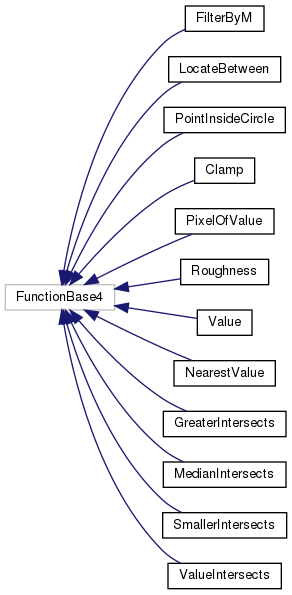 FilterByM
LocateBetween
PointInsideCircle
Clamp
PixelOfValue
Roughness
FunctionBase4
Value
NearestValue
GreaterIntersects
MedianIntersects
SmallerIntersects
ValueIntersects